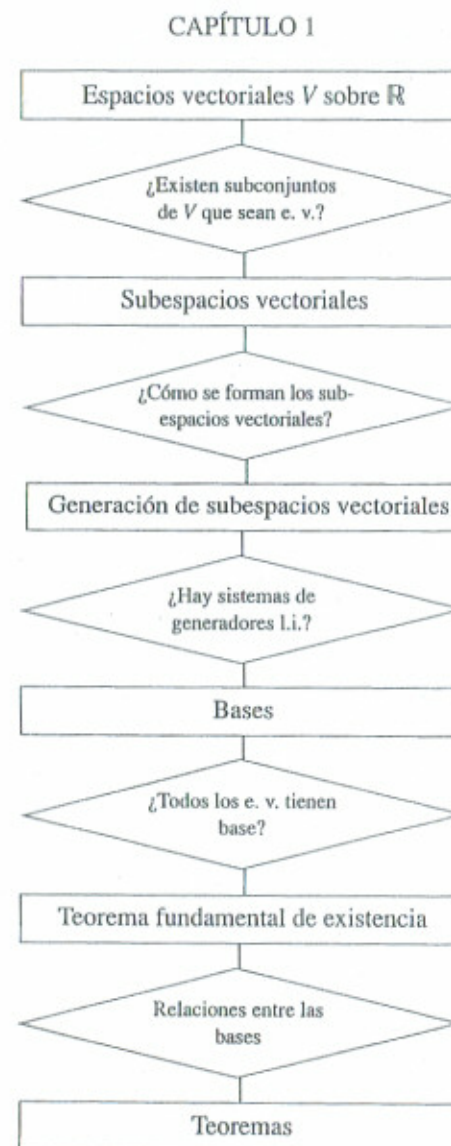 CAPÍTULO 1
Espacios vectoriales V sobre ℝ
¿Existen subconjuntos
de V que sean e. v.?
Subespacios vectoriales
¿Cómo se forman los sub-
espacios vectoriales?
Generación de subespacios vectoriales
¿Hay sistemas de
generadores l.i.?
Bases
¿Todos los e. v. tienen
base?
Teorema fundamental de existencia
Relaciones entre las
bases
Teoremas